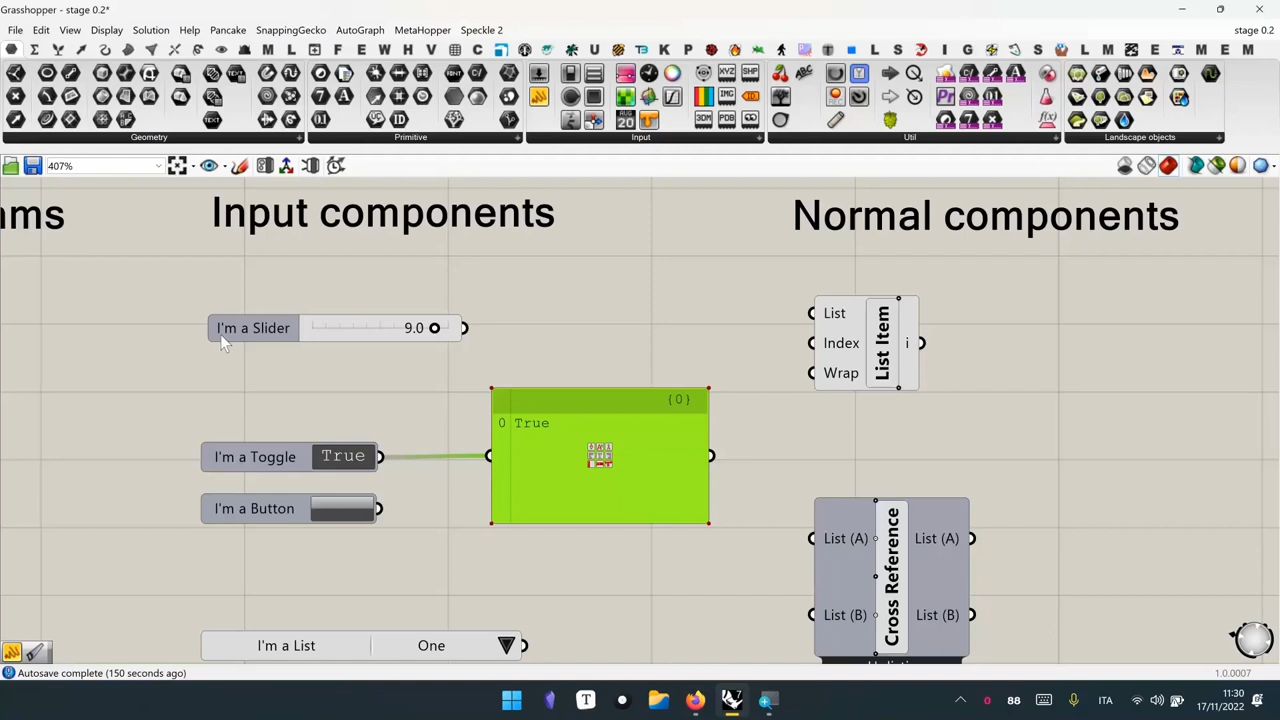 Grasshopper - stage 0.2*
File Edit View Display Solution Help Pancake SnappingGecko AutoGraph MetaHopper Speckle 2
stage 0.2
Geometry
Primitive
Input
Util
Landscape objects
407%
ams
Input components
Normal components
I'm a Slider
9.0
List
Index
Wrap
List Item
i
{0}
0 True
I'm a Toggle
True
I'm a Button
List (A)
List (B)
Cross Reference
List (A)
List (B)
I'm a List
One
Autosave complete (150 seconds ago)
1.0.0007
0
88
ITA
11:30
17/11/2022